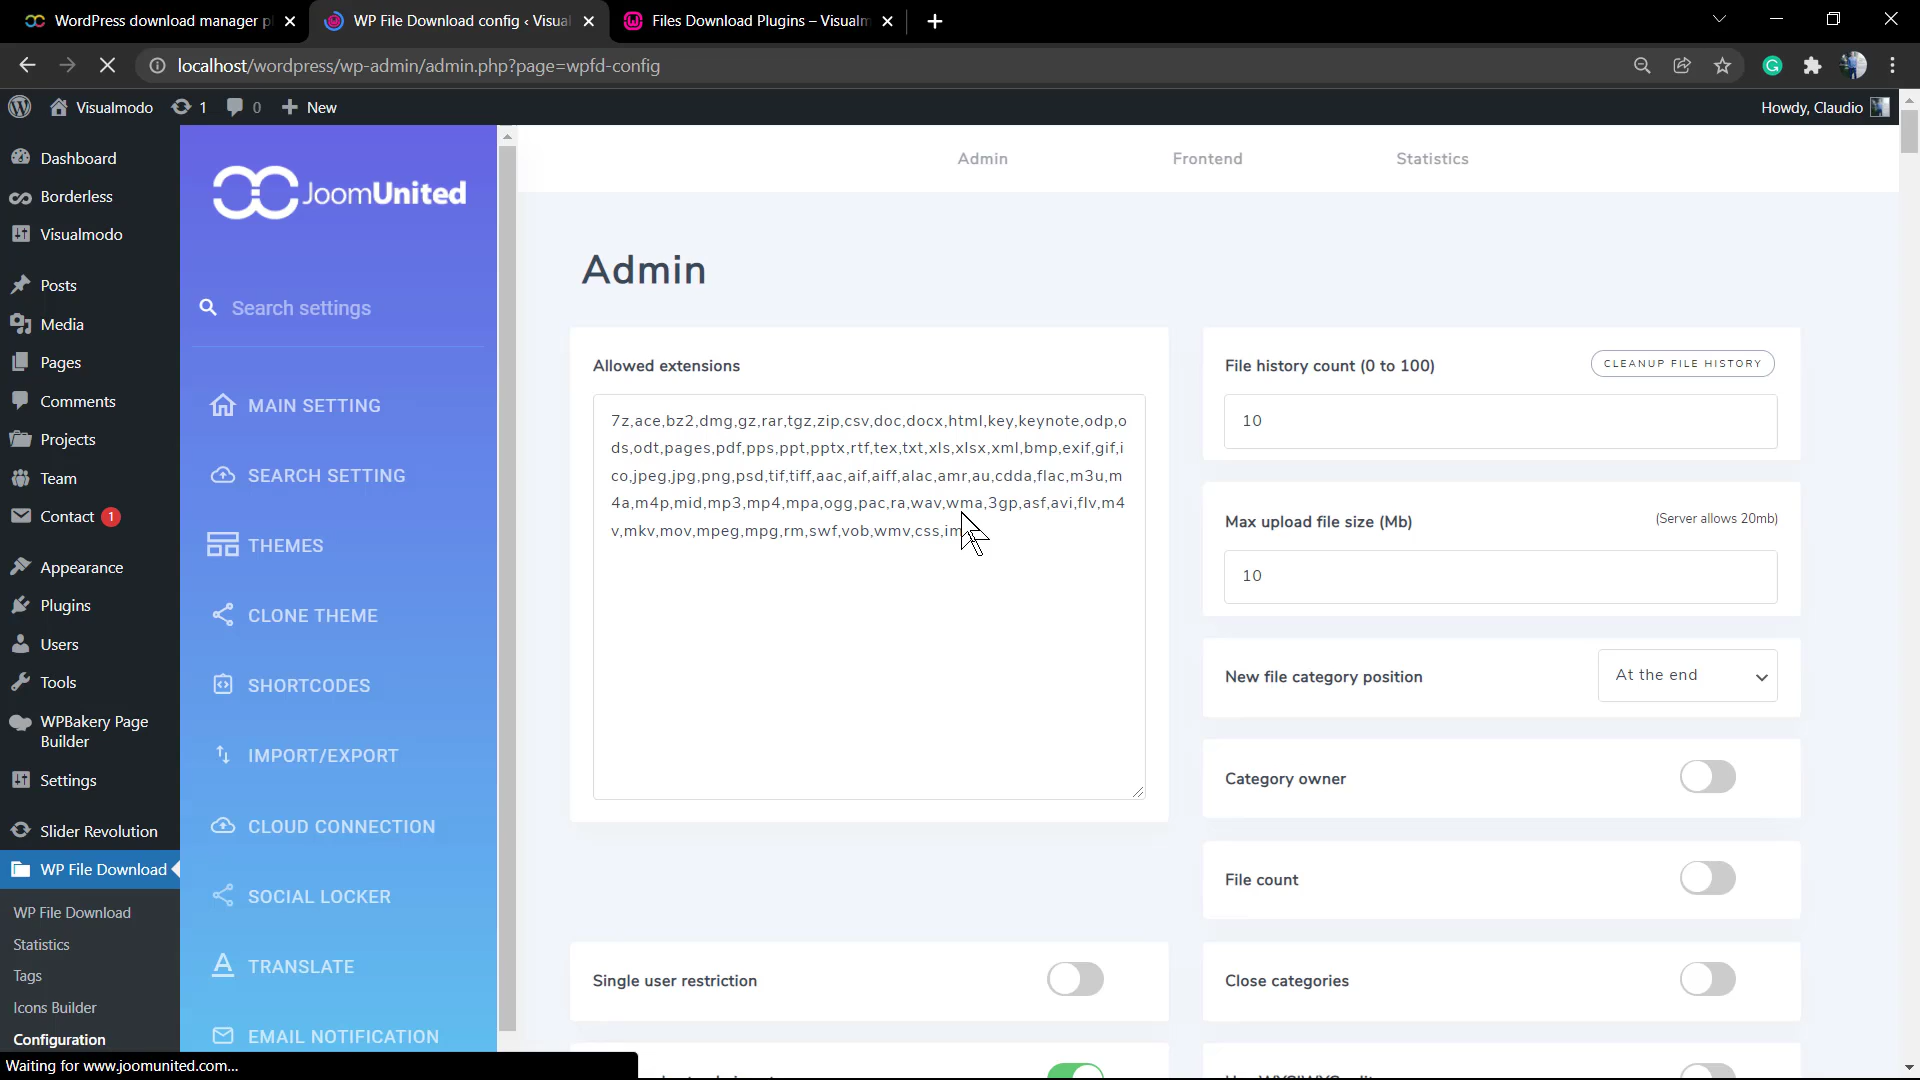 WordPress download manager p
WP File Download config ‹ Visua
Files Download Plugins – Visualm
localhost/wordpress/wp-admin/admin.php?page=wpfd-config
Visualmodo
1
0
New
Howdy, Claudio
Dashboard
Borderless
Visualmodo
Posts
Media
Pages
Comments
Projects
Team
Contact 1
Appearance
Plugins
Users
Tools
WPBakery Page
Builder
Settings
Slider Revolution
WP File Download
WP File Download
Statistics
Tags
Icons Builder
Configuration
Waiting for www.joomunited.com...
JoomUnited
Search settings
MAIN SETTING
SEARCH SETTING
THEMES
CLONE THEME
SHORTCODES
IMPORT/EXPORT
CLOUD CONNECTION
SOCIAL LOCKER
TRANSLATE
EMAIL NOTIFICATION
Admin
Frontend
Statistics
Admin
Allowed extensions
7z,ace,bz2,dmg,gz,rar,tgz,zip,csv,doc,docx,html,key,keynote,odp,o
ds,odt,pages,pdf,pps,ppt,pptx,rtf,tex,txt,xls,xlsx,xml,bmp,exif,gif,i
co,jpeg,jpg,png,psd,tif,tiff,aac,aif,aiff,alac,amr,au,cdda,flac,m3u,m
4a,m4p,mid,mp3,mp4,mpa,ogg,pac,ra,wav,wma,3gp,asf,avi,flv,m4
v,mkv,mov,mpeg,mpg,rm,swf,vob,wmv,css,im
Single user restriction
File history count (0 to 100)
CLEANUP FILE HISTORY
10
Max upload file size (Mb)
(Server allows 20mb)
10
New file category position
At the end
Category owner
File count
Close categories